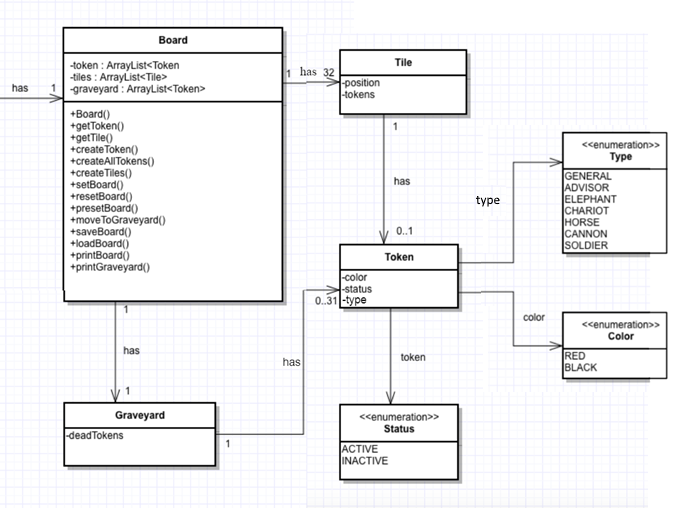 Board
-token : ArrayList<Token
-tiles : ArrayList<Tile>
-graveyard : ArrayList<Token>
+Board()
+getToken()
+getTile()
+createToken()
+createAllTokens()
+createTiles()
+setBoard()
+resetBoard()
+presetBoard()
+moveToGraveyard()
+saveBoard()
+loadBoard()
+printBoard()
+printGraveyard()
has 1
1 has 32
Tile
-position
-tokens
1
has
0..1
Token
-color
-status
-type
type
<<enumeration>>
Type
GENERAL
ADVISOR
ELEPHANT
CHARIOT
HORSE
CANNON
SOLDIER
color
<<enumeration>>
Color
RED
BLACK
token
<<enumeration>>
Status
ACTIVE
INACTIVE
1
has
1
Graveyard
-deadTokens
1
has
0..31